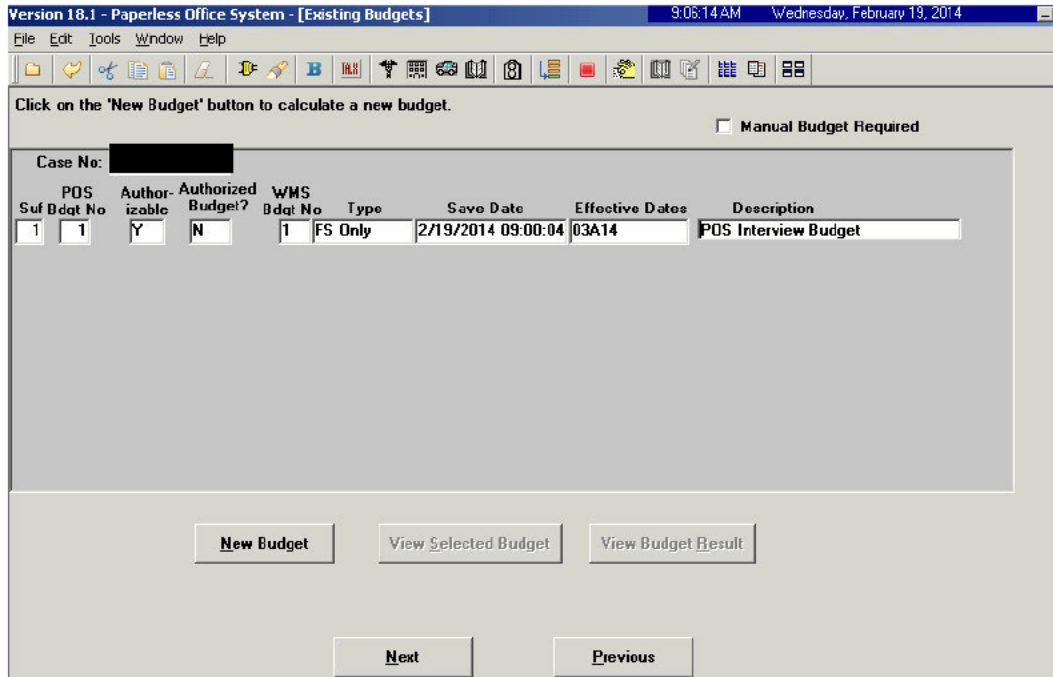 Version 18.1 - Paperless Office System - [Existing Budgets] 9:06:14 AM Wednesday, February 19, 2014
File Edit Tools Window Help
B TALX
Click on the 'New Budget' button to calculate a new budget.
Manual Budget Required
Case No:
Suf POS Bdgt No Author-izable Authorized Budget? WMS Bdgt No Type Save Date Effective Dates Description
1 1 Y N 1 FS Only 2/19/2014 09:00:04 03A14 POS Interview Budget
New Budget View Selected Budget View Budget Result
Next Previous